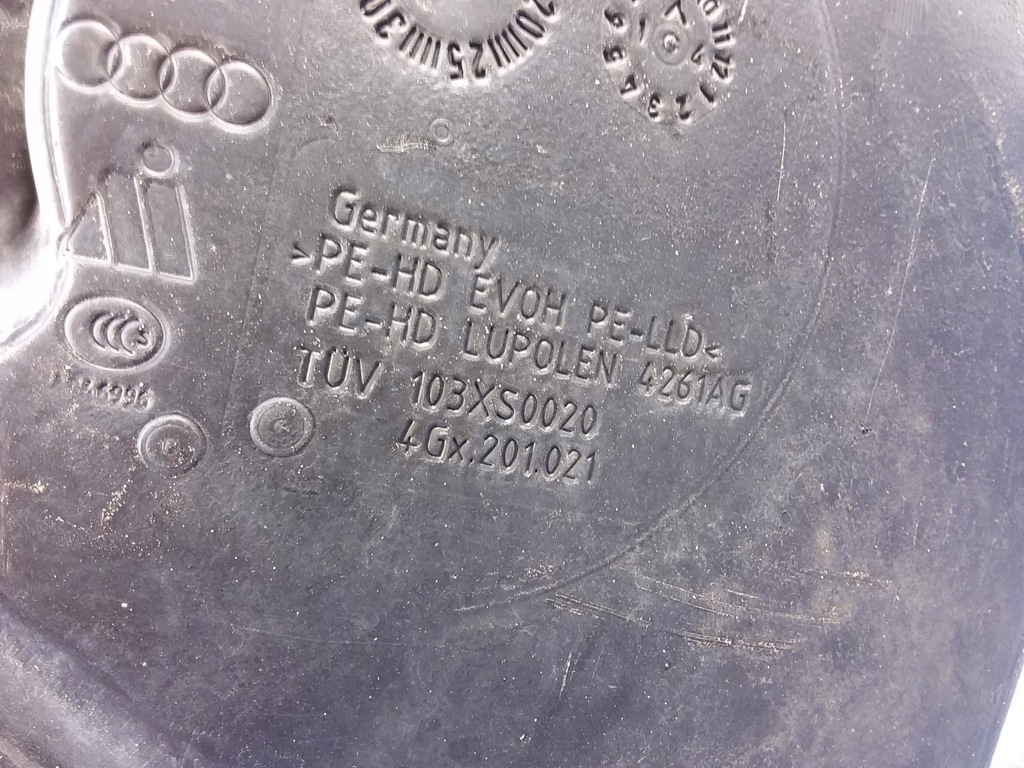 Germany
>PE-HD EVOH PE-LLD<
PE-HD LUPOLEN 4261AG
TÜV 103XS0020
4Gx.201.021